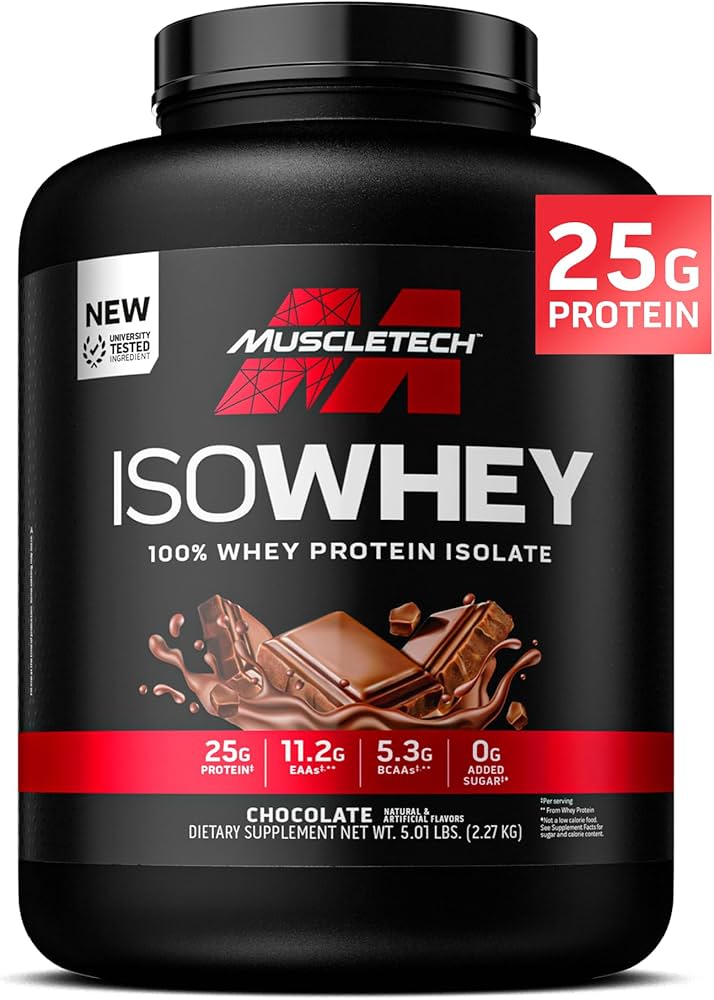 25G
PROTEIN
NEW
UNIVERSITY
TESTED
INGREDIENT
MUSCLETECH™
ISOWHEY
100% WHEY PROTEIN ISOLATE
25G
PROTEIN‡
11.2G
EAAs‡,**
5.3G
BCAAs‡,**
0G
ADDED
SUGAR‡*
CHOCOLATE NATURAL &
ARTIFICIAL FLAVORS
DIETARY SUPPLEMENT NET WT. 5.01 LBS. (2.27 KG)
‡Per serving
** From Whey Protein
*Not a low calorie food.
See Supplement Facts for
sugar and calorie content.